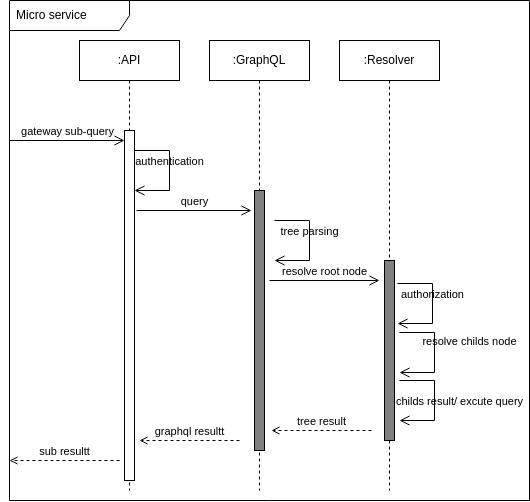 Micro service
:API
:GraphQL
:Resolver
gateway sub-query
authentication
query
tree parsing
resolve root node
authorization
resolve childs node
childs result/ excute query
tree result
graphql resultt
sub resultt